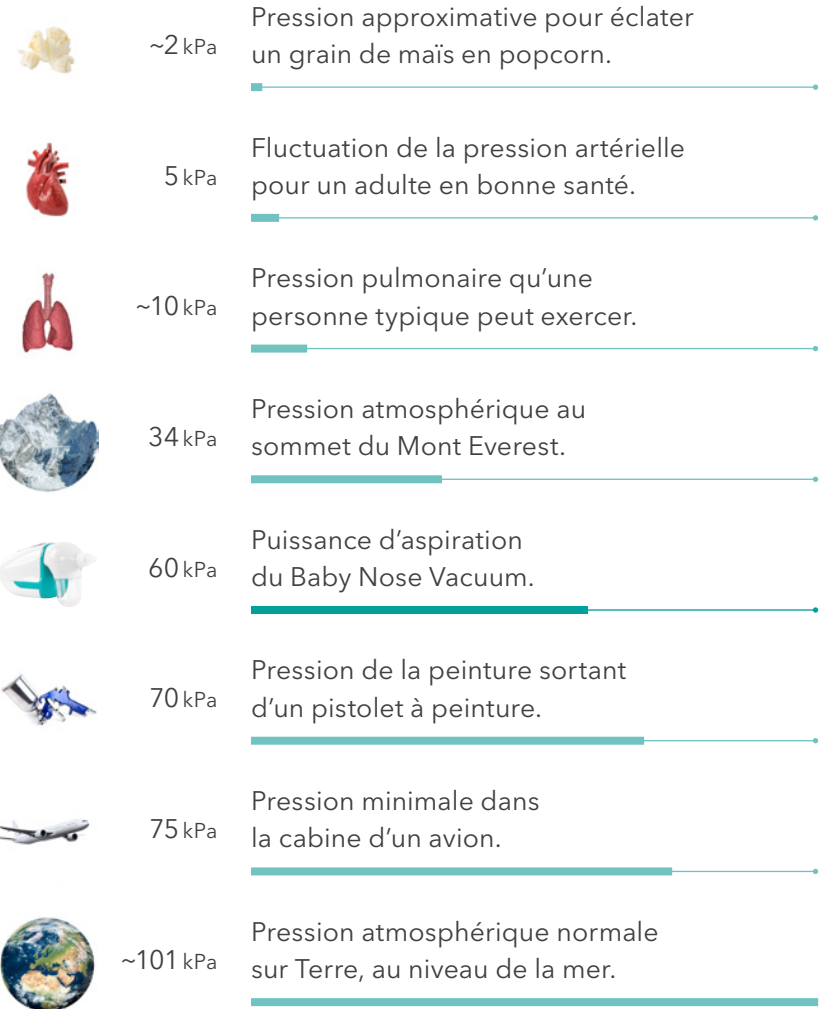 ~2 kPa
Pression approximative pour éclater
un grain de maïs en popcorn.
5 kPa
Fluctuation de la pression artérielle
pour un adulte en bonne santé.
~10 kPa
Pression pulmonaire qu’une
personne typique peut exercer.
34 kPa
Pression atmosphérique au
sommet du Mont Everest.
60 kPa
Puissance d’aspiration
du Baby Nose Vacuum.
70 kPa
Pression de la peinture sortant
d’un pistolet à peinture.
75 kPa
Pression minimale dans
la cabine d’un avion.
~101 kPa
Pression atmosphérique normale
sur Terre, au niveau de la mer.